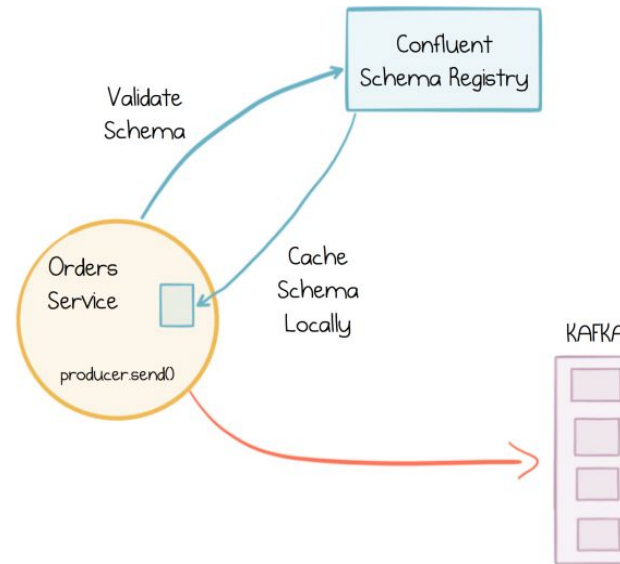 Confluent
Schema Registry
Validate
Schema
Orders
Service
Cache
Schema
Locally
producer.send()
KAFKA